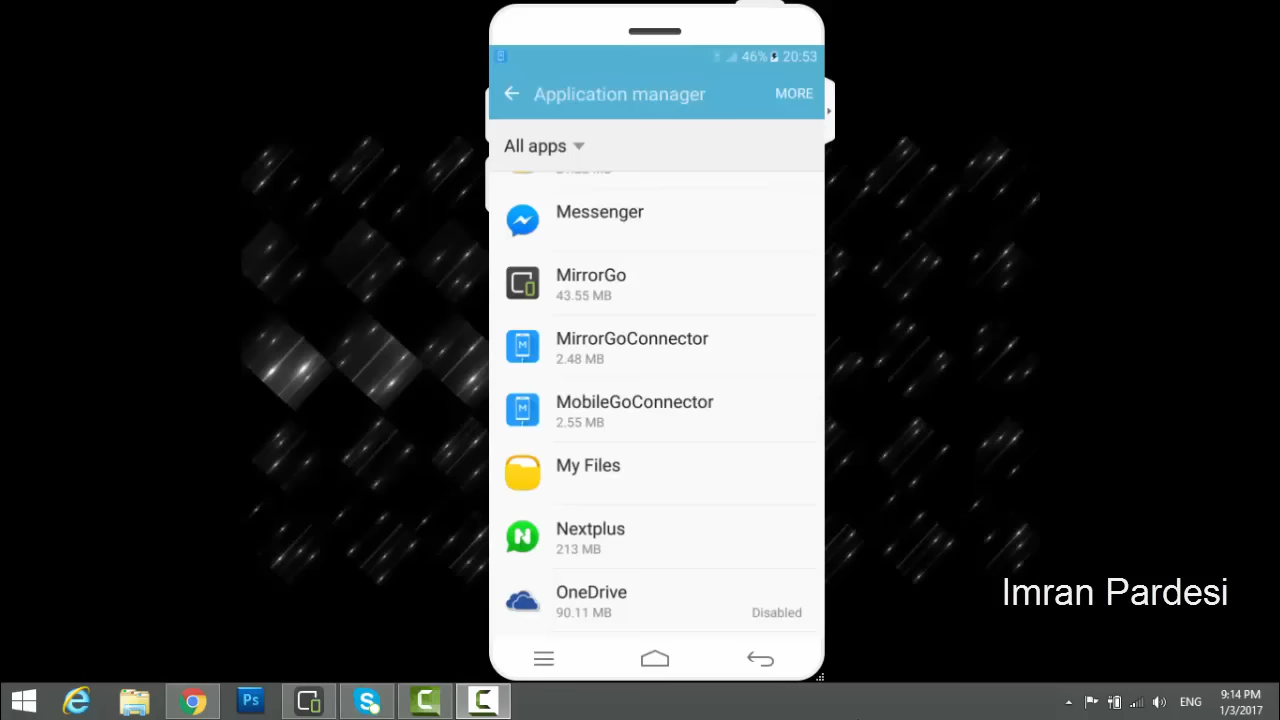 46% 20:53
Application manager
MORE
All apps
Messenger
MirrorGo
43.55 MB
MirrorGoConnector
2.48 MB
MobileGoConnector
2.55 MB
My Files
Nextplus
213 MB
OneDrive
90.11 MB
Disabled
Imran Pardesi
Ps
ENG
9:14 PM
1/3/2017